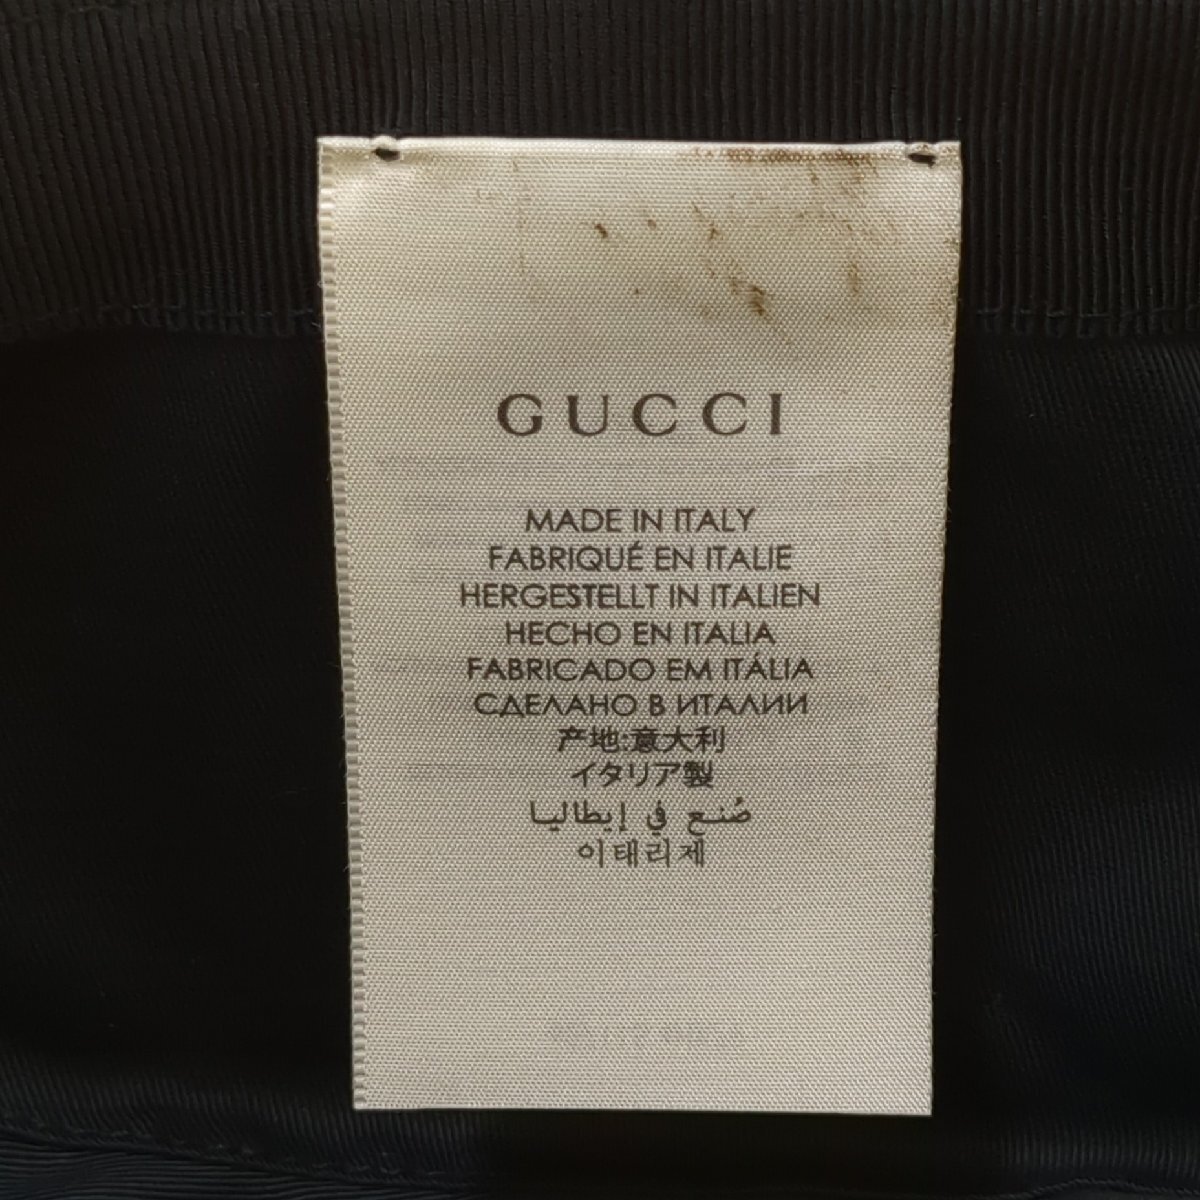 GUCCI
MADE IN ITALY
FABRIQUÉ EN ITALIE
HERGESTELLT IN ITALIEN
HECHO EN ITALIA
FABRICADO EM ITÁLIA
СДЕЛАНО В ИТАЛИИ
产地:意大利
イタリア製
صُنع في إيطاليا
이태리제